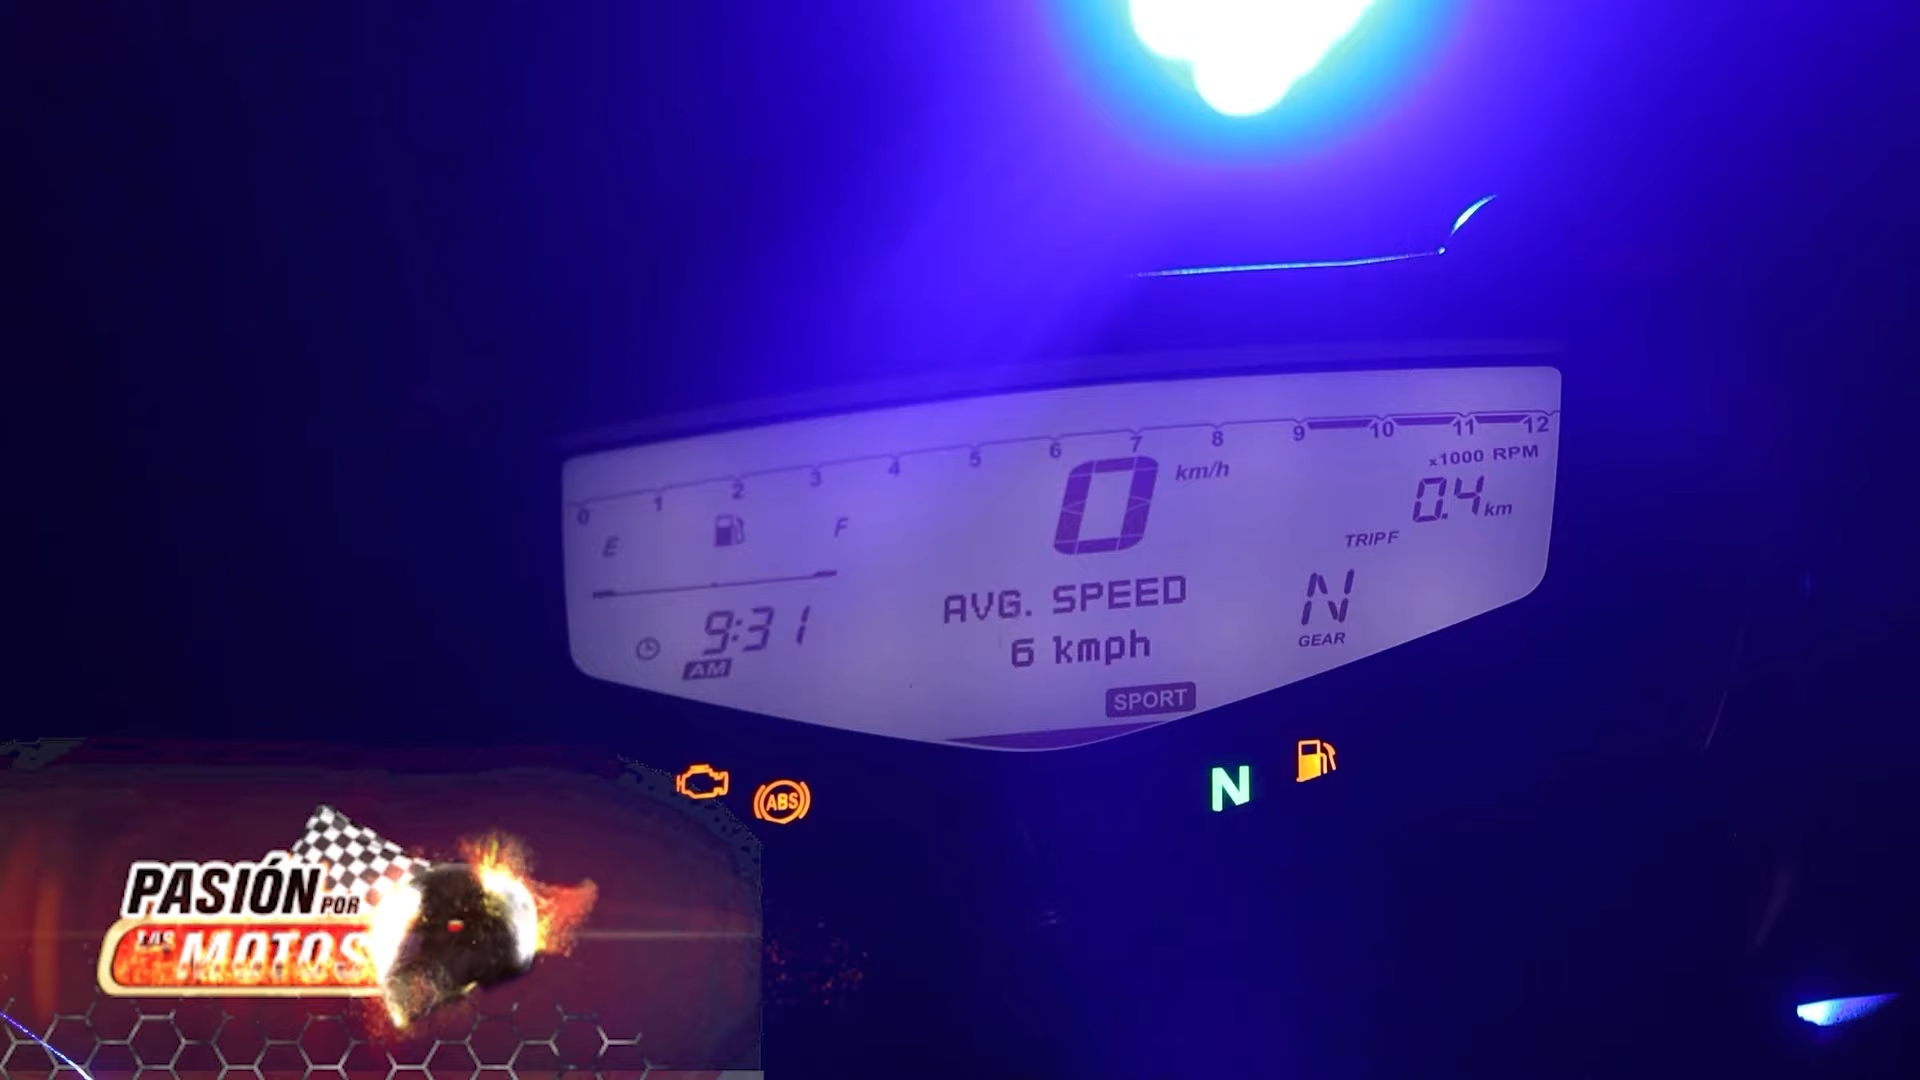 0 1 2 3 4 5 6 7 8 9 10 11 12
x1000 RPM
E F
0 km/h
0.4 km
TRIP F
9:31
AM
AVG. SPEED
6 kmph
N
GEAR
SPORT
ABS
N
PASIÓN POR
LAS MOTOS